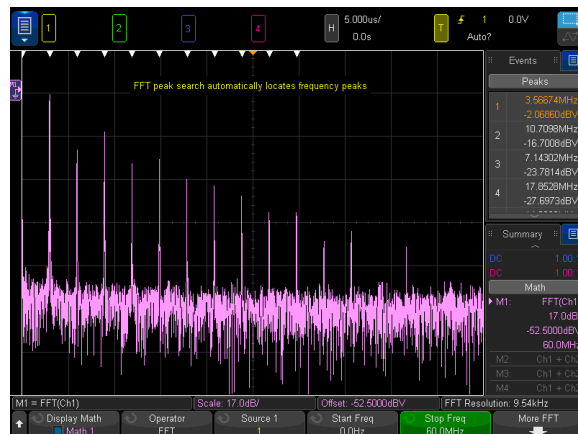 1
2
3
4
H
5.000us/
0.0s
T
1
0.0V
Auto?
M1
FFT peak search automatically locates frequency peaks
Events
Peaks
1
3.56674MHz
-2.06860dBV
2
10.7098MHz
-16.7008dBV
3
7.14302MHz
-23.7814dBV
4
17.8528MHz
-27.6973dBV
Summary
DC
1.00:
DC
1.00:
Math
M1:
FFT(Ch1
17.0dB
-52.5000dBV
60.0MHz
M2:
Ch1 + Ch2
M3:
Ch1 + Ch2
M4:
Ch1 + Ch2
M1 = FFT(Ch1)
Scale: 17.0dB/
Offset: -52.5000dBV
FFT Resolution: 9.54kHz
Display Math
Math 1
Operator
FFT
Source 1
1
Start Freq
0.0Hz
Stop Freq
60.0MHz
More FFT